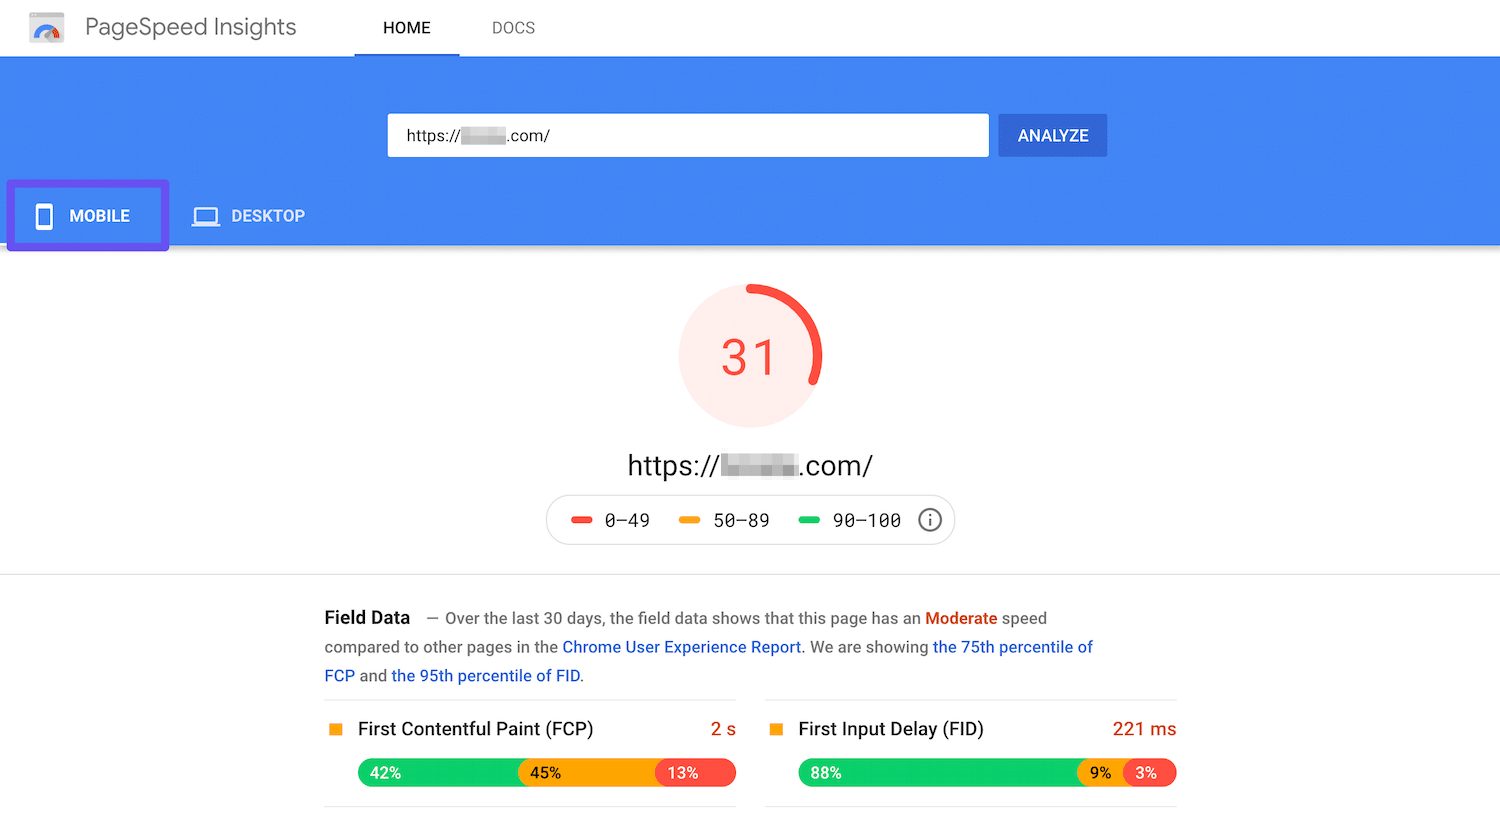 PageSpeed Insights
HOME
DOCS
https://.com/
ANALYZE
MOBILE
DESKTOP
31
https://.com/
0–49
50–89
90–100
Field Data — Over the last 30 days, the field data shows that this page has an Moderate speed
compared to other pages in the Chrome User Experience Report. We are showing the 75th percentile of
FCP and the 95th percentile of FID.
First Contentful Paint (FCP)
2 s
42%
45%
13%
First Input Delay (FID)
221 ms
88%
9%
3%